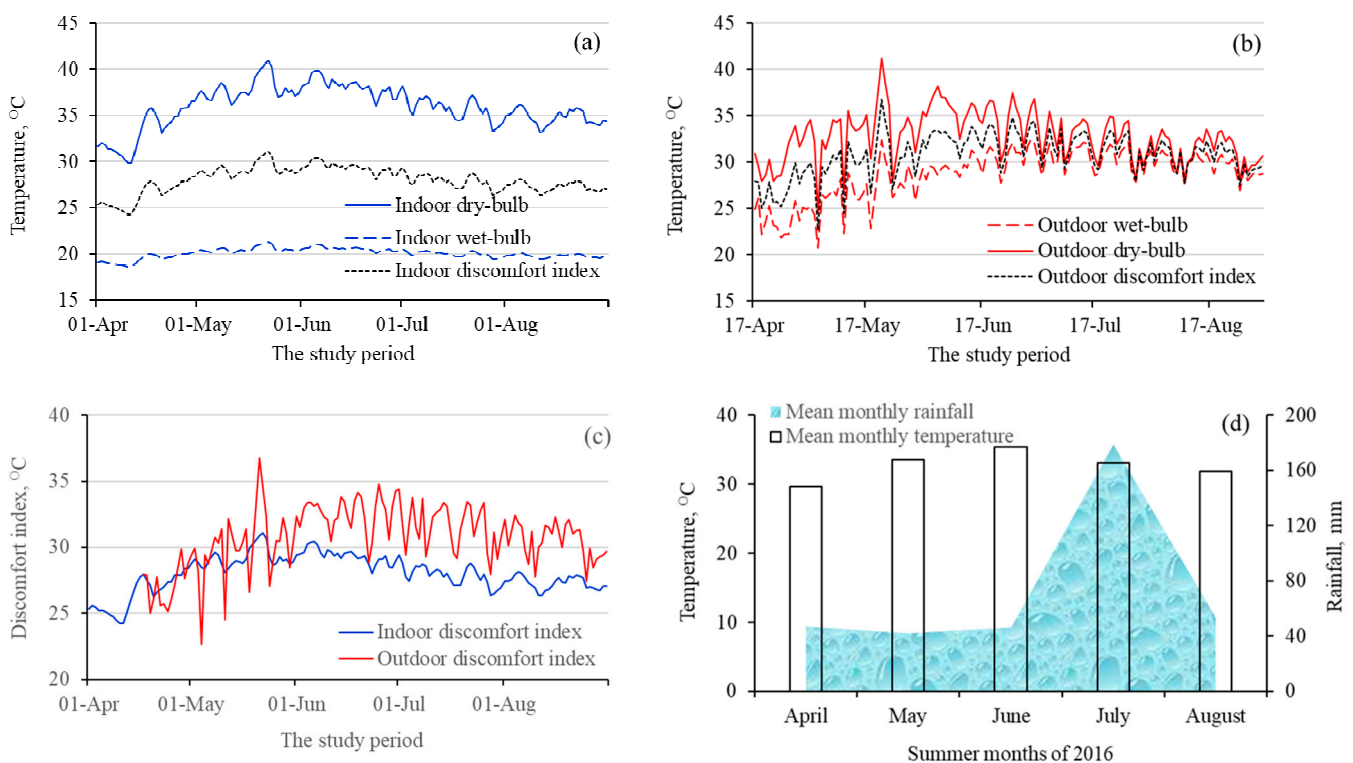 (a)
Temperature, °C
45
40
35
30
25
20
15
Indoor dry-bulb
Indoor wet-bulb
Indoor discomfort index
01-Apr 01-May 01-Jun 01-Jul 01-Aug
The study period
(b)
Temperature, °C
45
40
35
30
25
20
15
Outdoor wet-bulb
Outdoor dry-bulb
Outdoor discomfort index
17-Apr 17-May 17-Jun 17-Jul 17-Aug
The study period
(c)
Discomfort index, °C
40
35
30
25
20
Indoor discomfort index
Outdoor discomfort index
01-Apr 01-May 01-Jun 01-Jul 01-Aug
The study period
(d)
Mean monthly rainfall
Mean monthly temperature
Temperature, °C
40
30
20
10
0
200
160
120
80
40
0
Rainfall, mm
April May June July August
Summer months of 2016